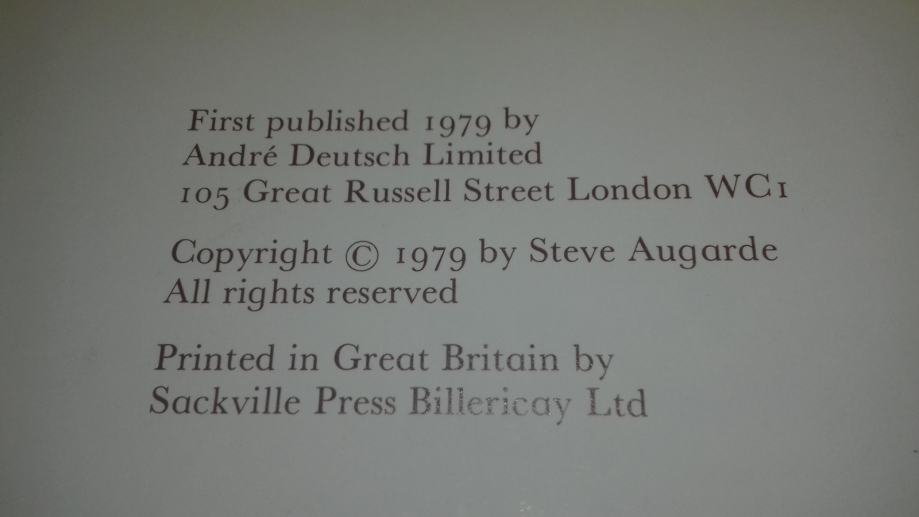 First published 1979 by
André Deutsch Limited
105 Great Russell Street London WC1
Copyright © 1979 by Steve Augarde
All rights reserved
Printed in Great Britain by
Sackville Press Billericay Ltd